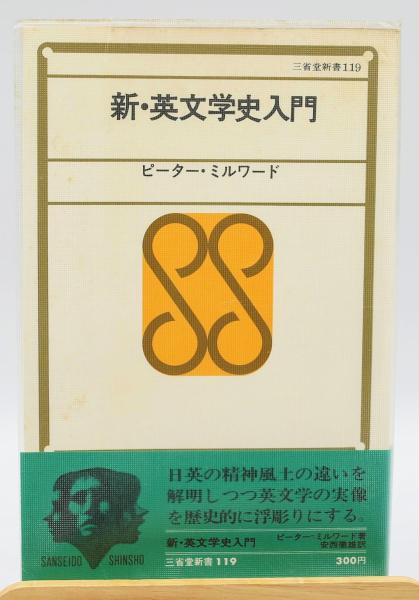 三省堂新書119
新・英文学史入門
ピーター・ミルワード
日英の精神風土の違いを
解明しつつ英文学の実像
を歴史的に浮彫りにする。
新・英文学史入門
ピーター・ミルワード著
安西徹雄訳
SANSEIDO SHINSHO
三省堂新書119
300円